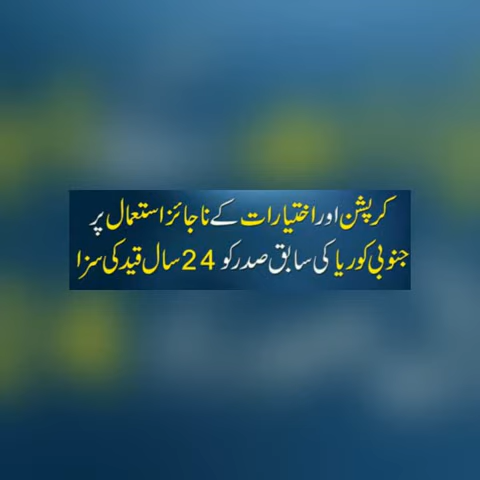 کرپشن اور اختیارات کے ناجائز استعمال پر
جنوبی کوریا کی سابق صدر کو 24 سال قید کی سزا